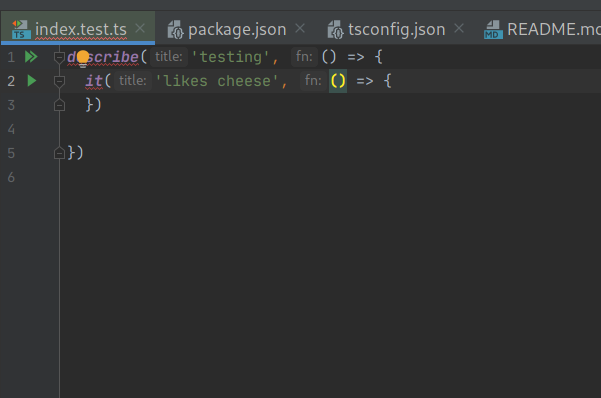 TS index.test.ts package.json tsconfig.json MD README.md
1 describe( title: 'testing', fn: () => {
2 it( title: 'likes cheese', fn: () => {
3 })
4
5 })
6